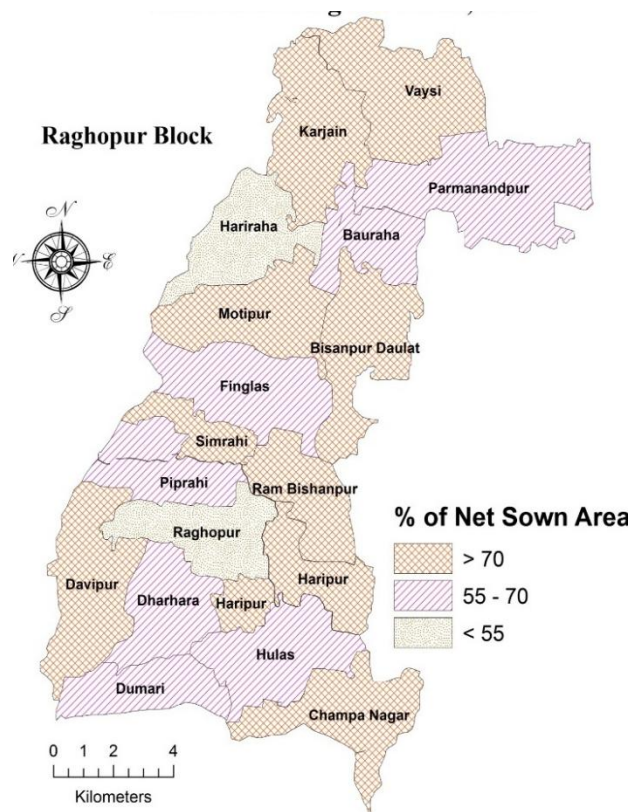 Raghopur Block
N
E
S
Vaysi
Karjain
Parmanandpur
Hariraha
Bauraha
Motipur
Bisanpur Daulat
Finglas
Simrahi
Piprahi
Ram Bishanpur
Raghopur
Davipur
Haripur
Dharhara
Haripur
Hulas
Dumari
Champa Nagar
% of Net Sown Area
> 70
55 - 70
< 55
0 1 2 4
Kilometers